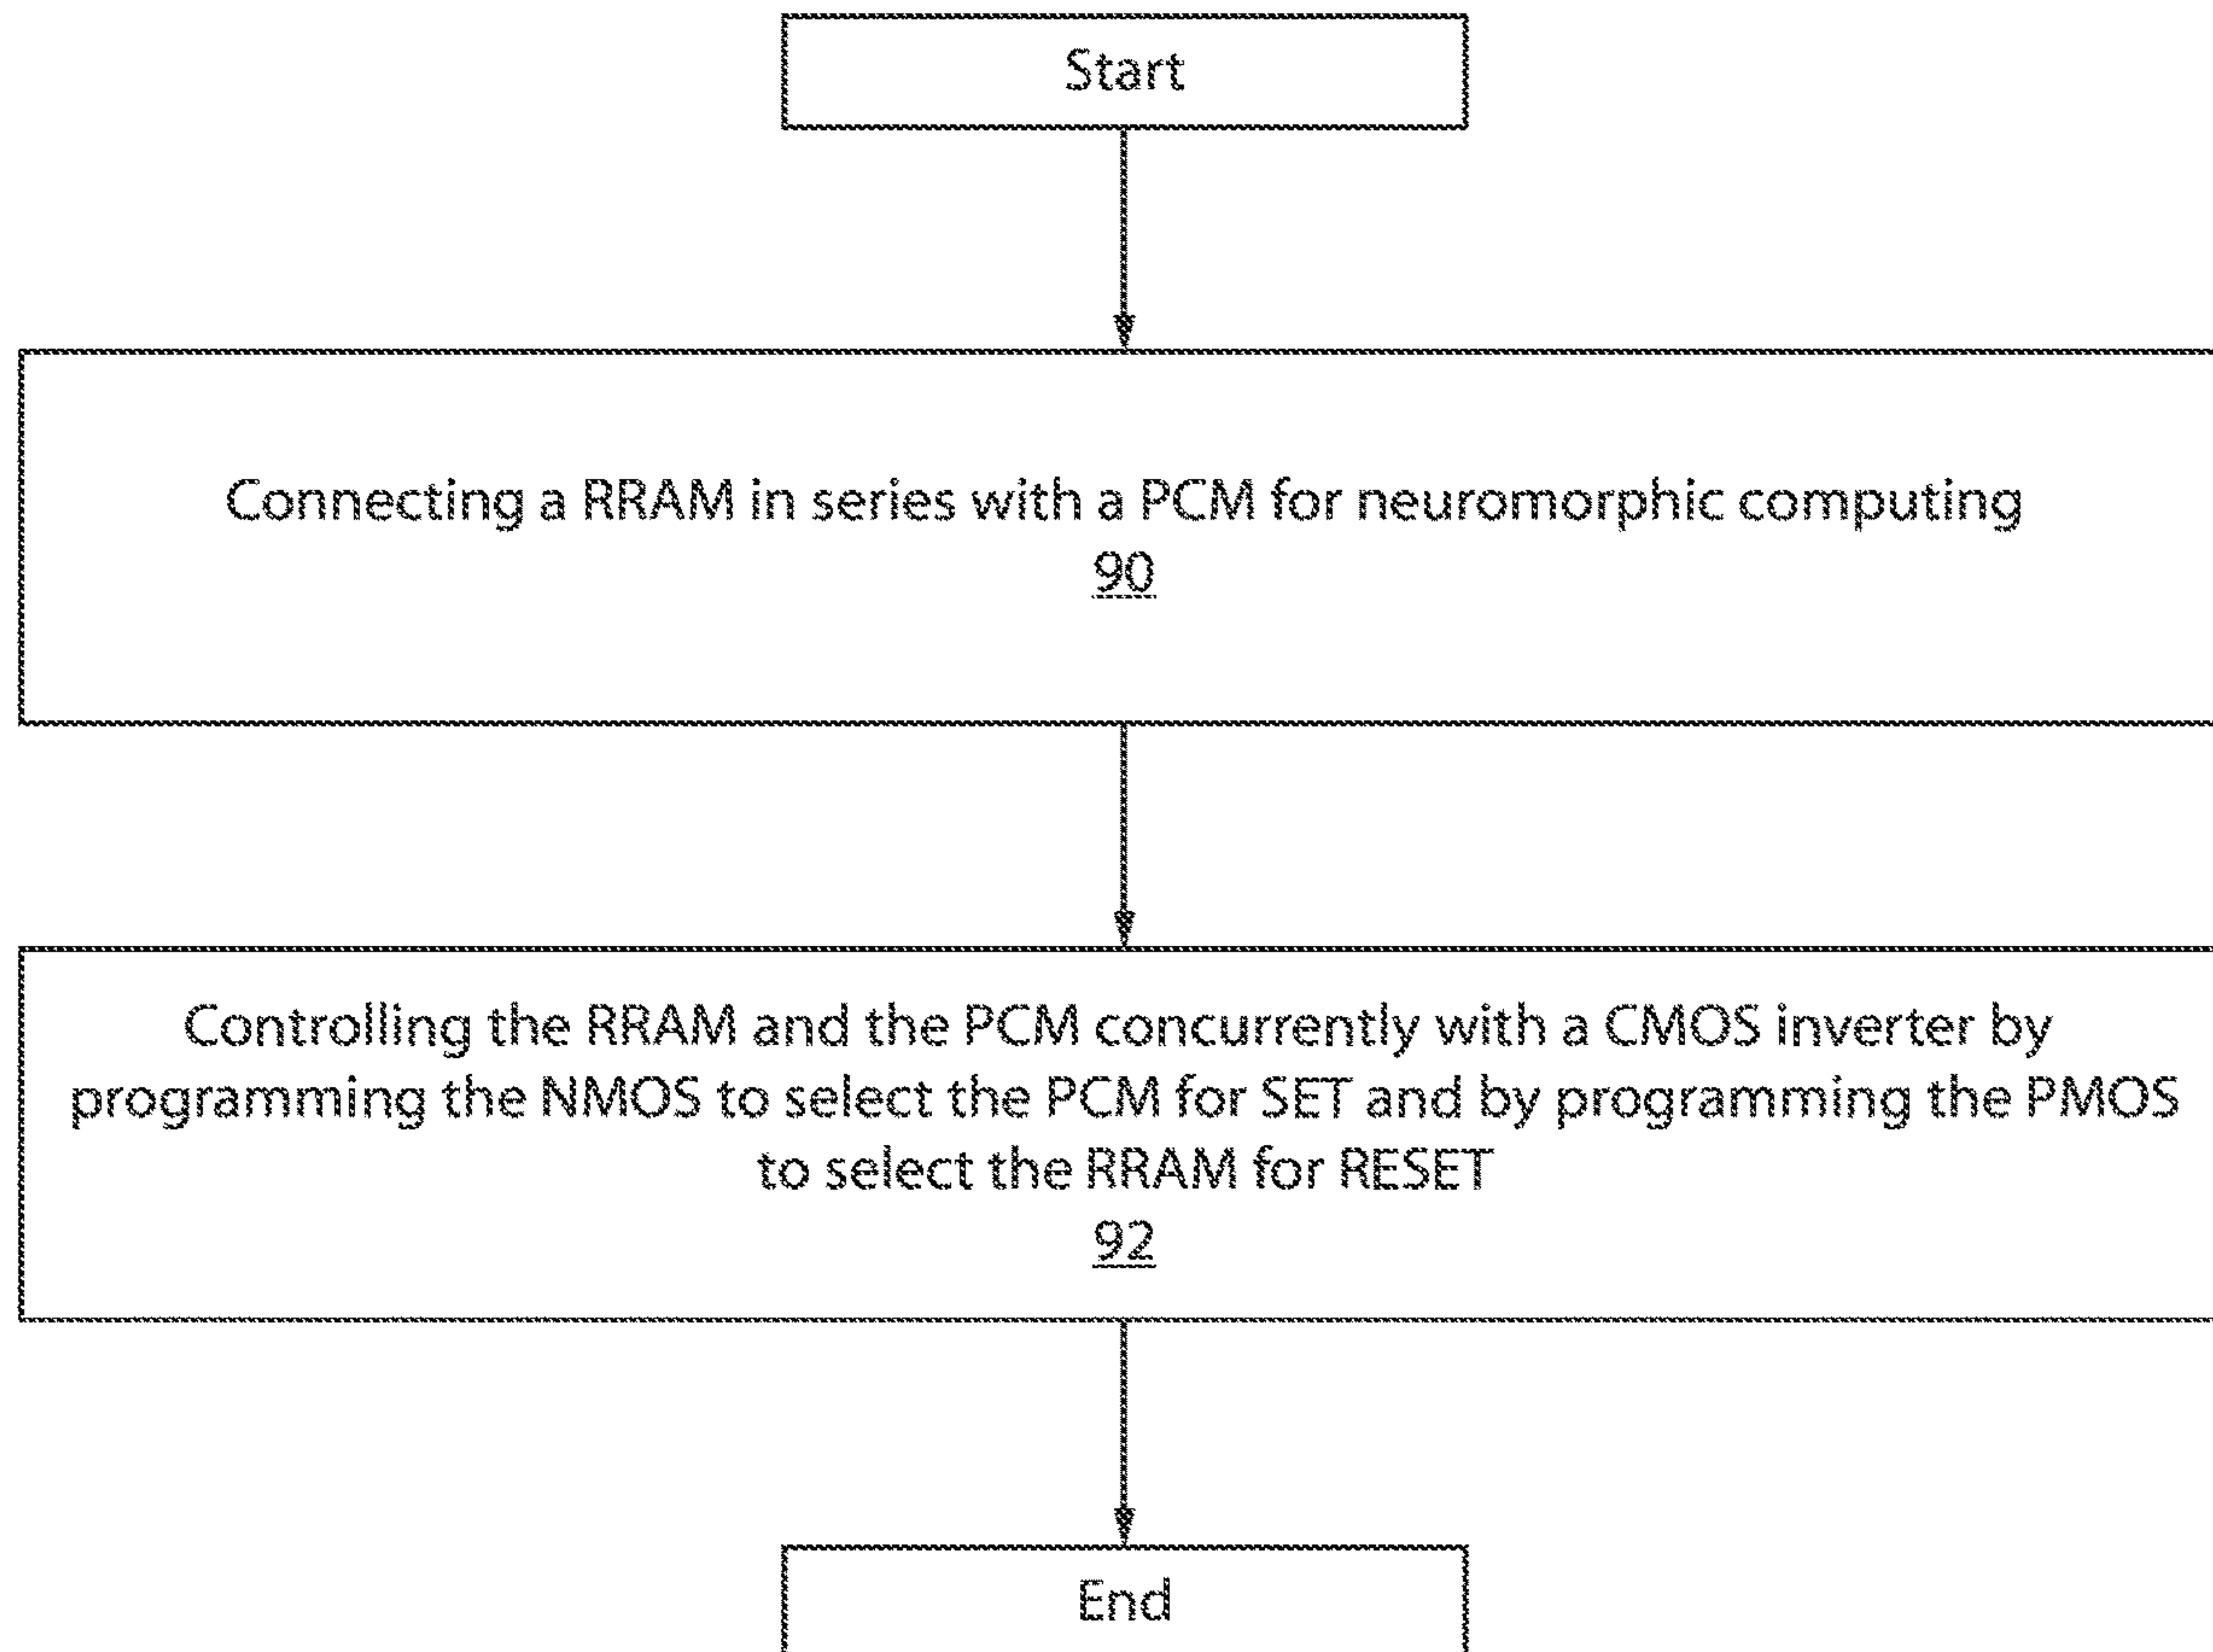 Start
Connecting a RRAM in series with a PCM for neuromorphic computing
90
Controlling the RRAM and the PCM concurrently with a CMOS inverter by
programming the NMOS to select the PCM for SET and by programming the PMOS
to select the RRAM for RESET
92
End